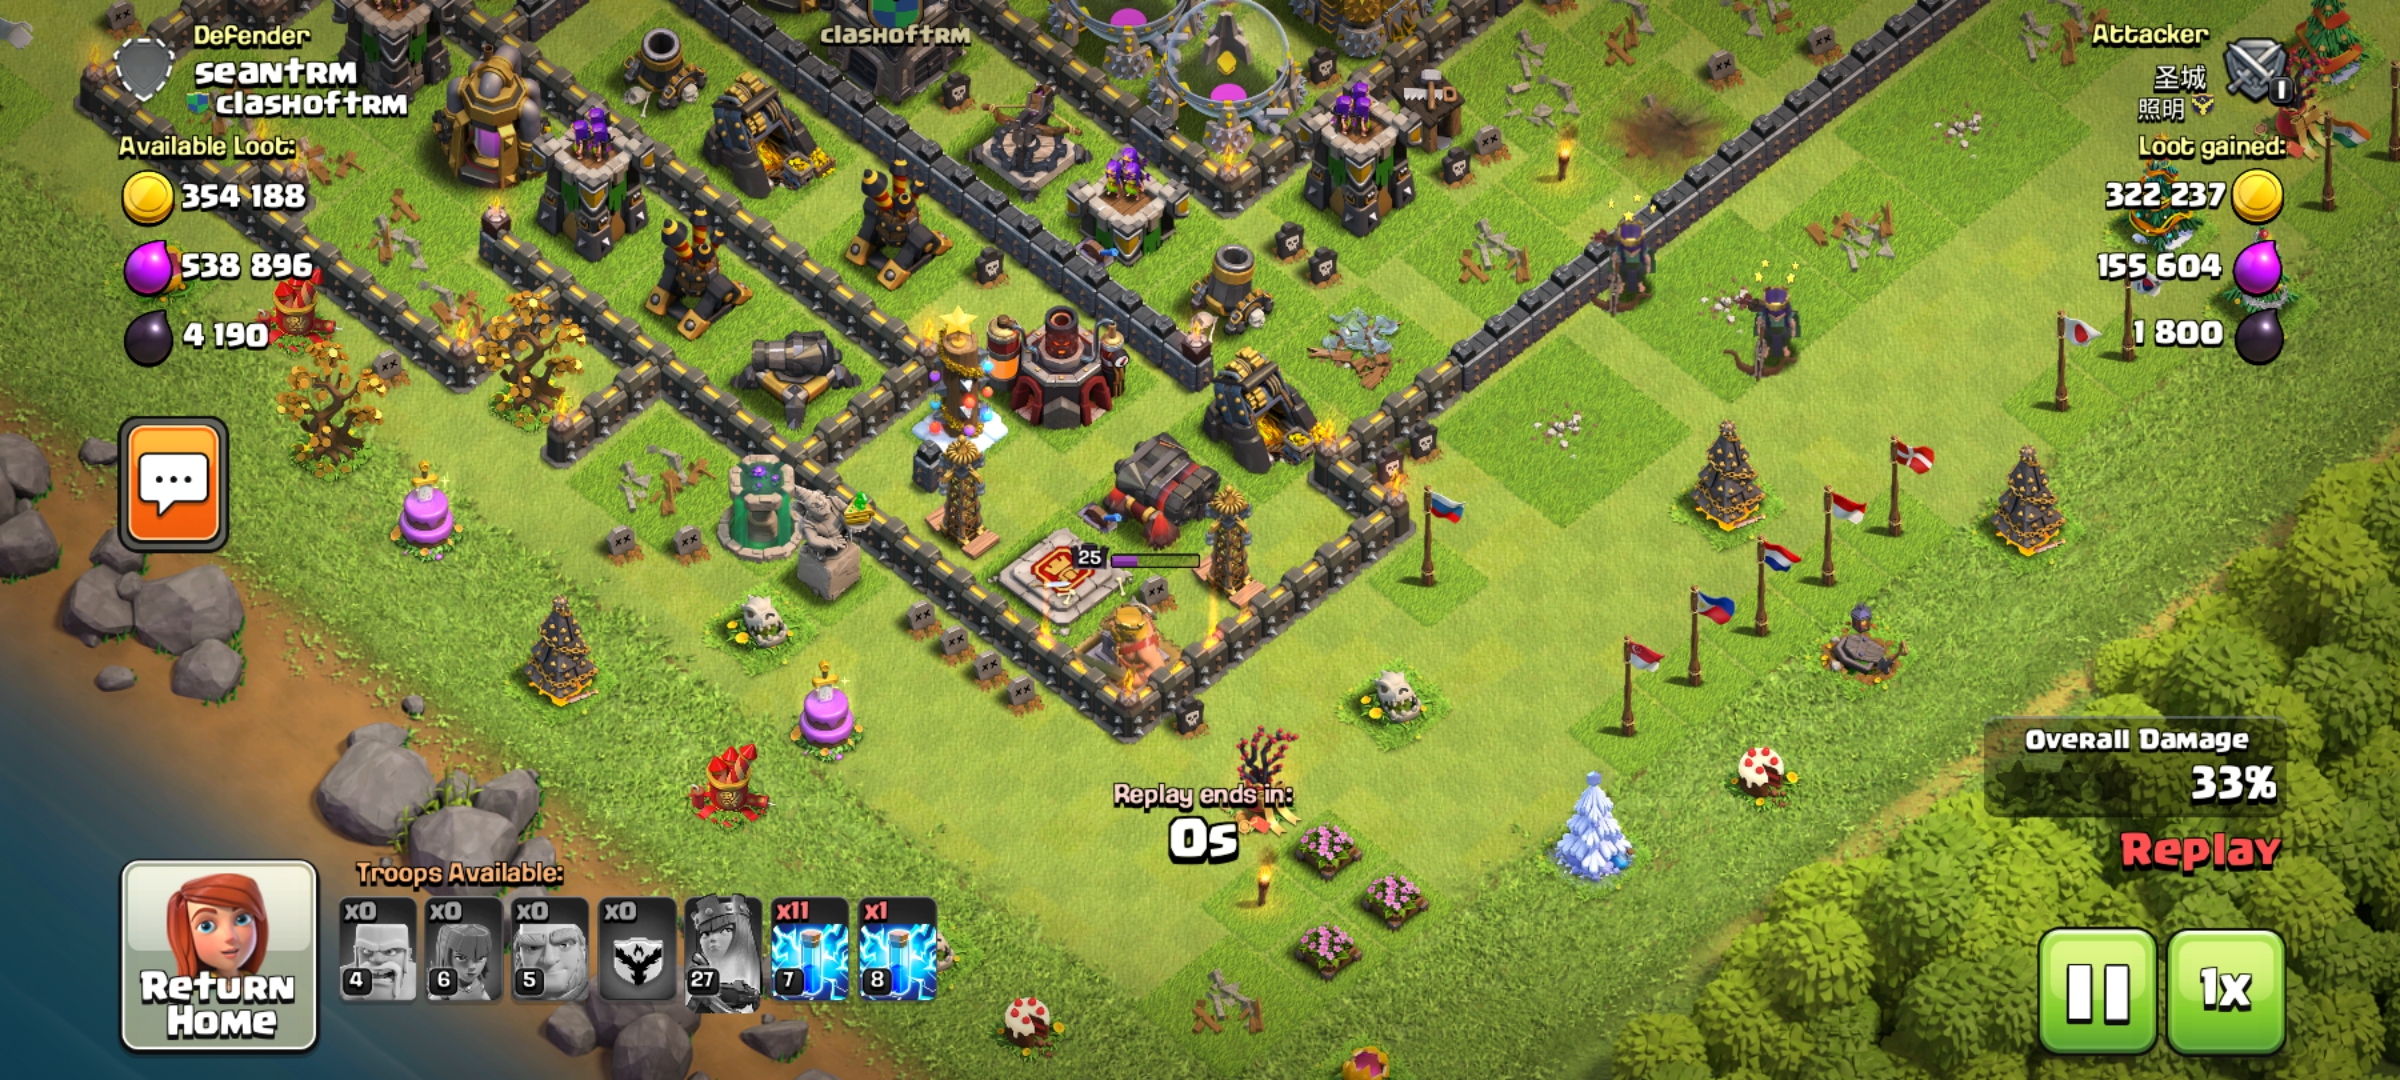 Defender
seantRM
clashoftRM
Available Loot:
354 188
538 896
4 190
clashoftRM
Attacker
圣城
照明
1
Loot gained:
322 237
155 604
1 800
25
Replay ends in:
0s
Overall Damage
33%
Replay
Troops Available:
x0 x0 x0 x0 x11 x1
4 6 5 27 7 8
Return
Home
1x